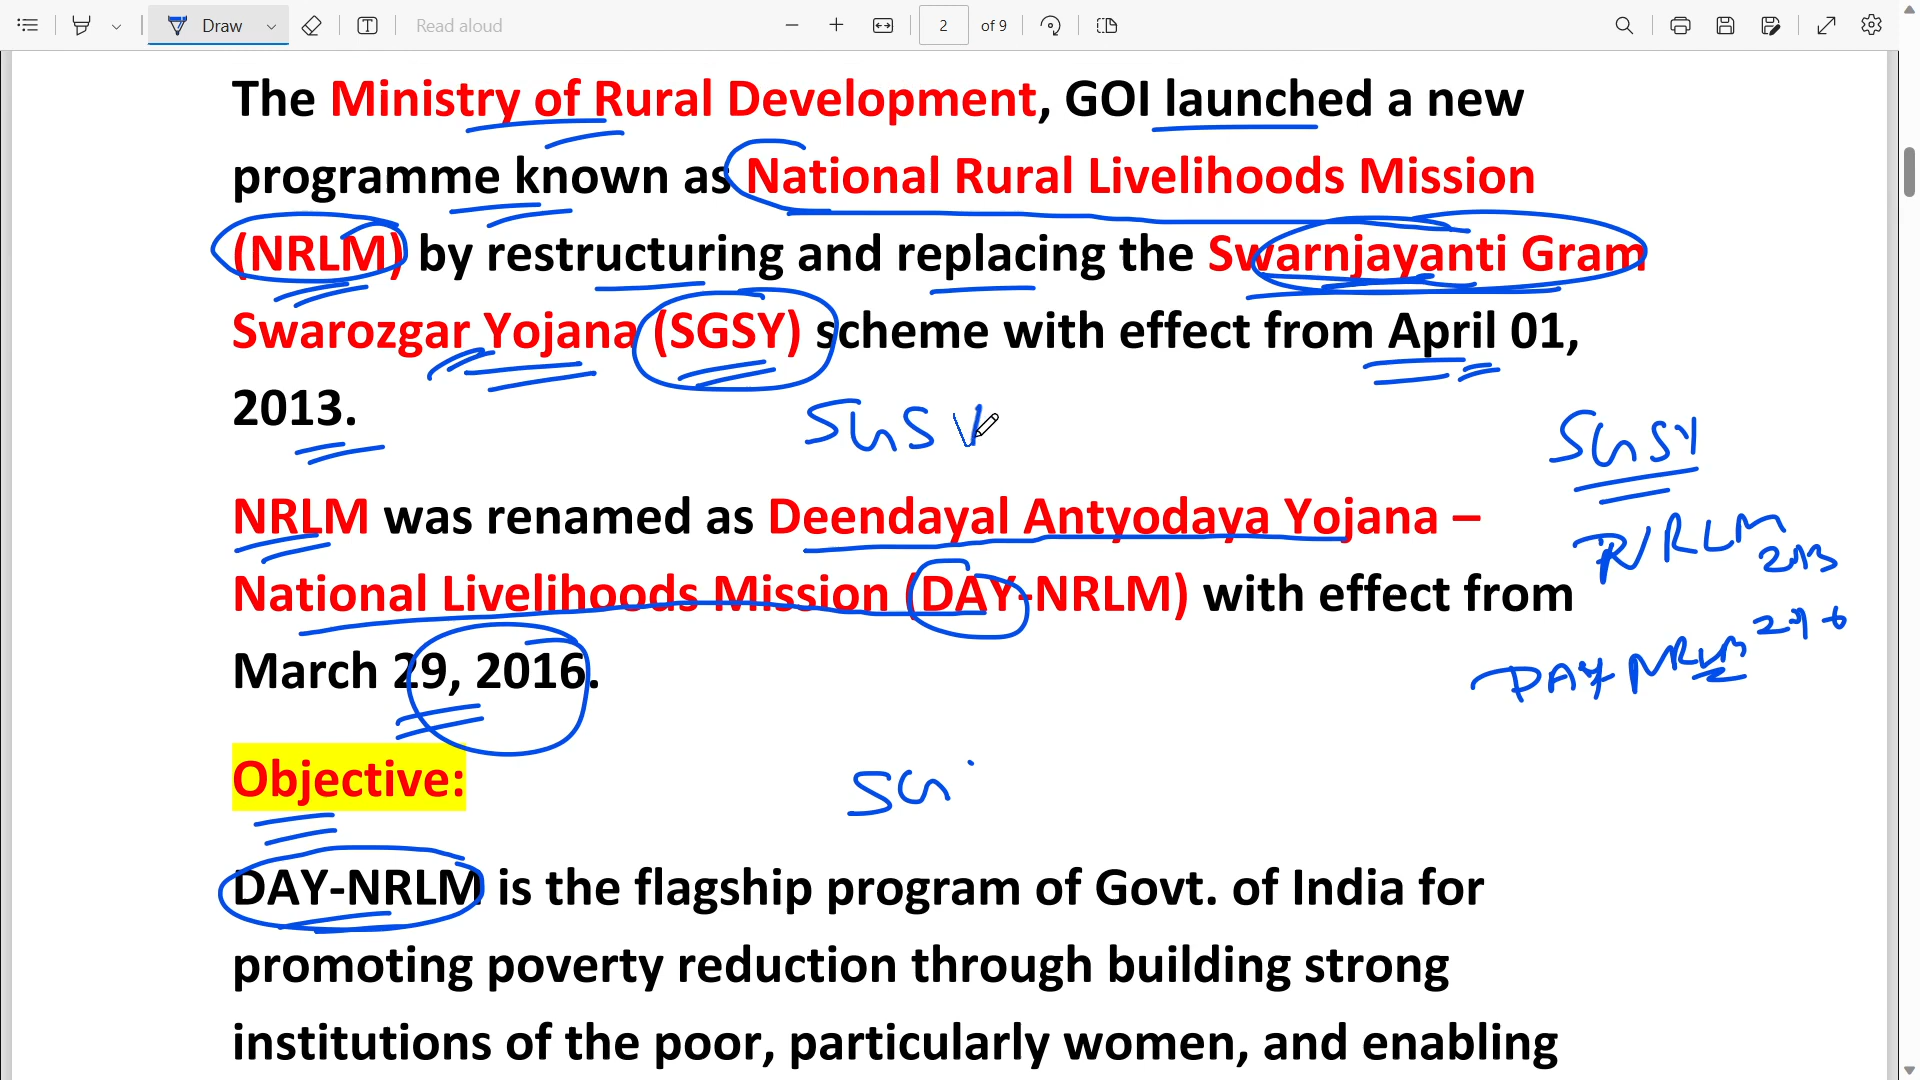 Draw
Read aloud
2 of 9
The Ministry of Rural Development, GOI launched a new
programme known as National Rural Livelihoods Mission
(NRLM) by restructuring and replacing the Swarnjayanti Gram
Swarozgar Yojana (SGSY) scheme with effect from April 01,
2013.
SGSY
SGSY
NRLM was renamed as Deendayal Antyodaya Yojana –
NRLM
2013
National Livelihoods Mission (DAY-NRLM) with effect from
2016
March 29, 2016.
DAY NRLM
Objective:
SG
DAY-NRLM is the flagship program of Govt. of India for
promoting poverty reduction through building strong
institutions of the poor, particularly women, and enabling